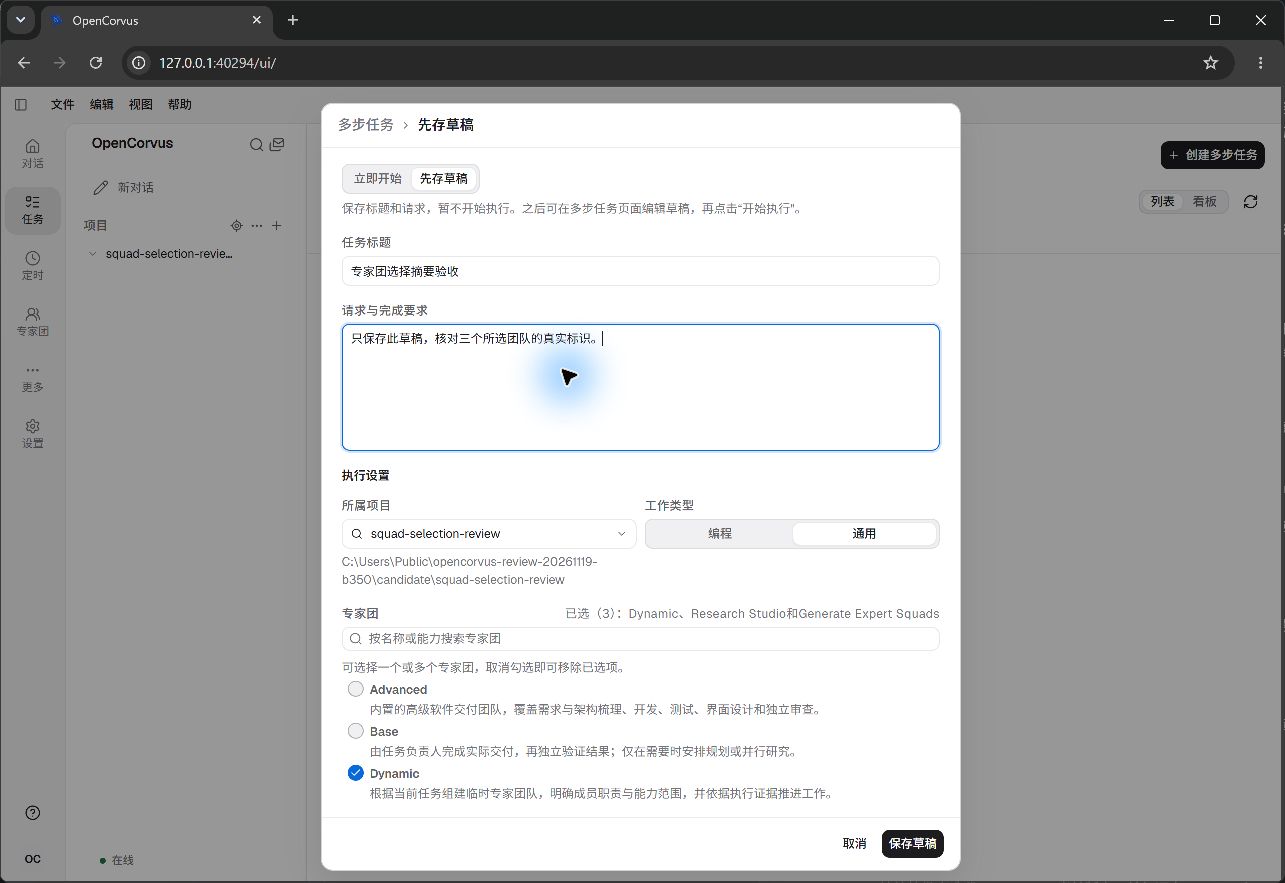 OpenCorvus
127.0.0.1:40294/ui/
文件 编辑 视图 帮助
对话
任务
定时
专家团
更多
设置
OC
OpenCorvus
新对话
项目
squad-selection-revie...
在线
创建多步任务
列表 看板
多步任务 › 先存草稿
立即开始 先存草稿
保存标题和请求，暂不开始执行。之后可在多步任务页面编辑草稿，再点击“开始执行”。
任务标题
专家团选择摘要验收
请求与完成要求
只保存此草稿，核对三个所选团队的真实标识。
执行设置
所属项目 工作类型
squad-selection-review 编程 通用
C:\Users\Public\opencorvus-review-20261119-
b350\candidate\squad-selection-review
专家团 已选（3）：Dynamic、Research Studio和Generate Expert Squads
按名称或能力搜索专家团
可选择一个或多个专家团，取消勾选即可移除已选项。
Advanced
内置的高级软件交付团队，覆盖需求与架构梳理、开发、测试、界面设计和独立审查。
Base
由任务负责人完成实际交付，再独立验证结果；仅在需要时安排规划或并行研究。
Dynamic
根据当前任务组建临时专家团队，明确成员职责与能力范围，并依据执行证据推进工作。
取消 保存草稿